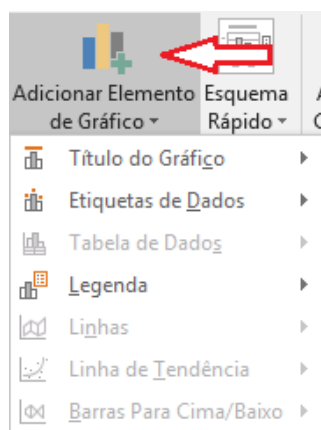 Adicionar Elemento
de Gráfico
Esquema
Rápido
Título do Gráfico
Etiquetas de Dados
Tabela de Dados
Legenda
Linhas
Linha de Tendência
Barras Para Cima/Baixo